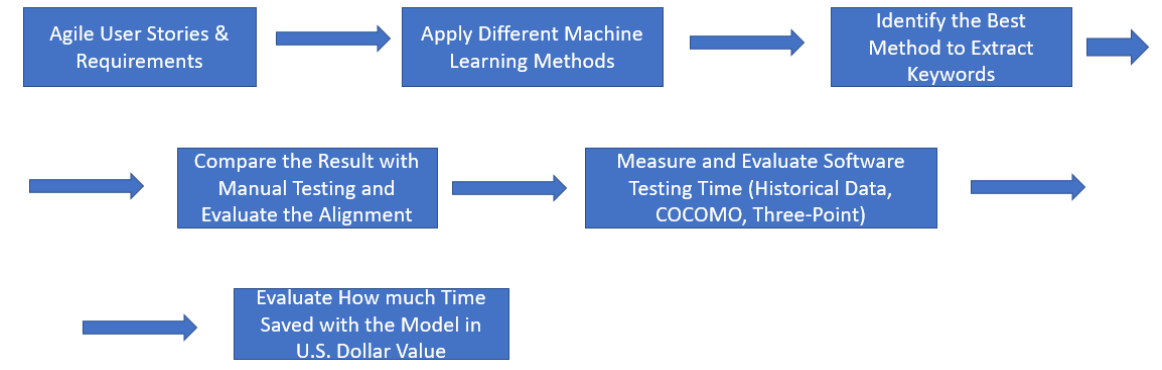 Agile User Stories &
Requirements
Apply Different Machine
Learning Methods
Identify the Best
Method to Extract
Keywords
Compare the Result with
Manual Testing and
Evaluate the Alignment
Measure and Evaluate Software
Testing Time (Historical Data,
COCOMO, Three-Point)
Evaluate How much Time
Saved with the Model in
U.S. Dollar Value